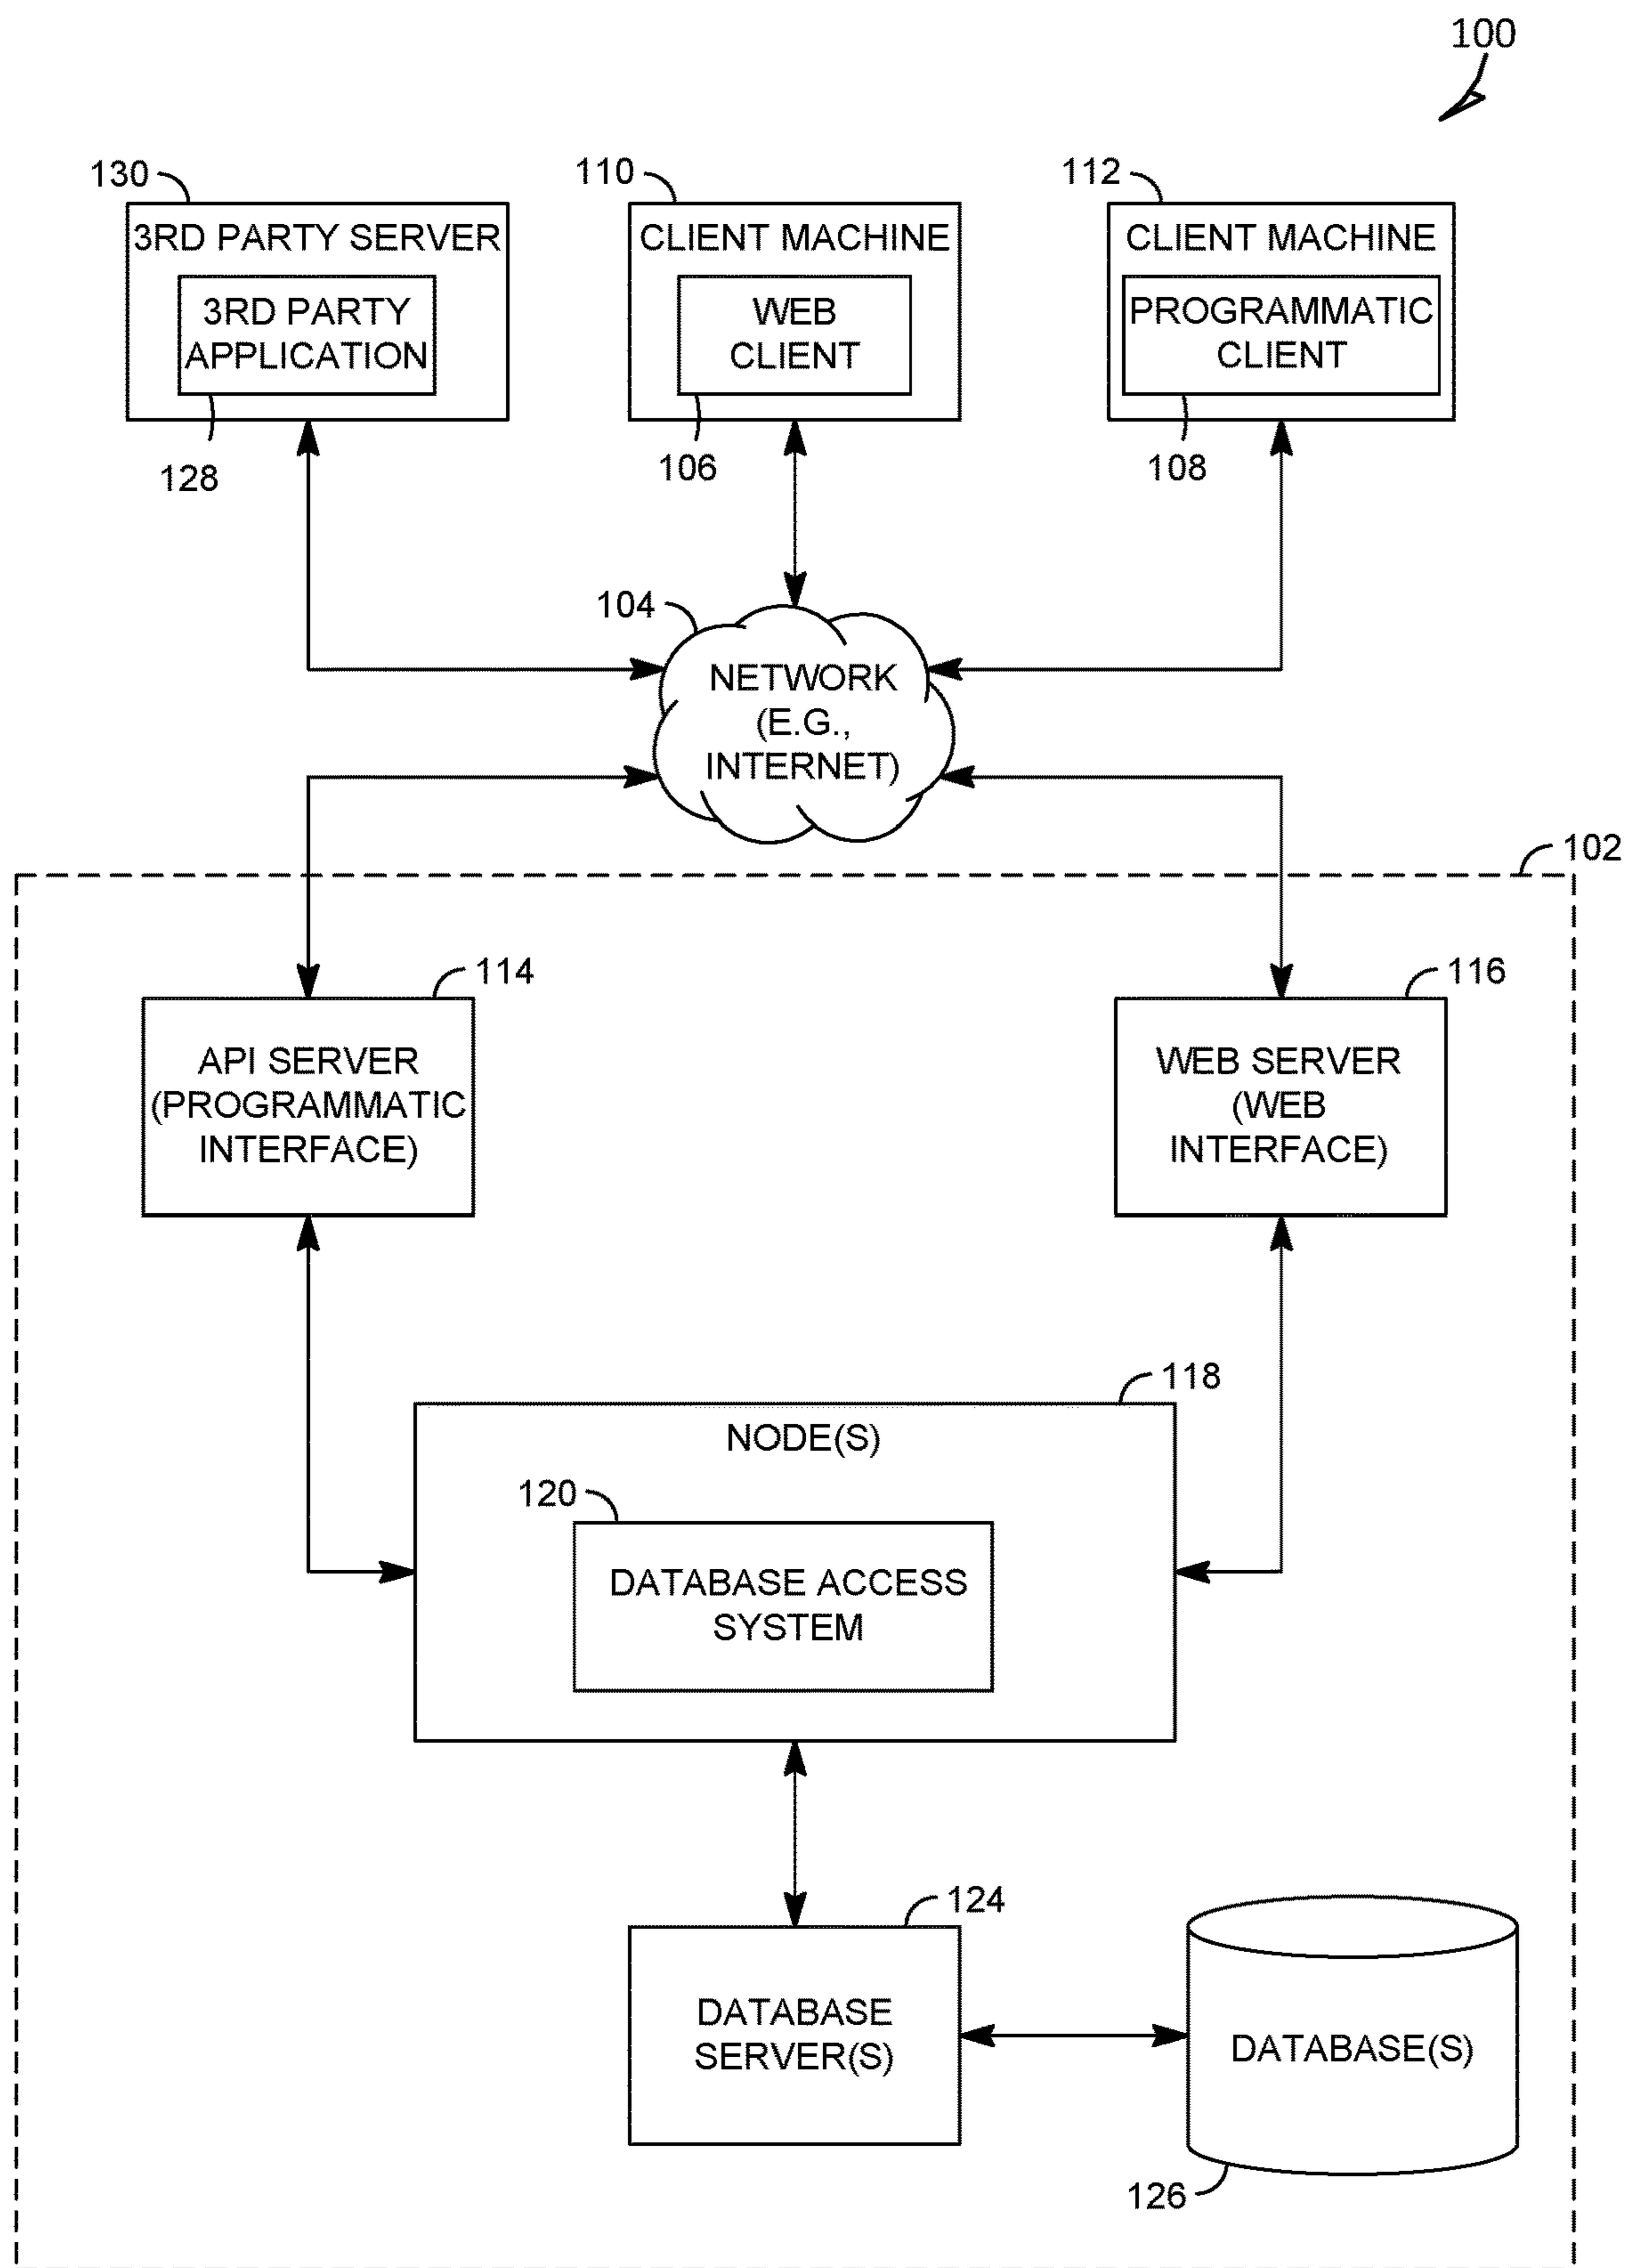 100
130
110
112
3RD PARTY SERVER
3RD PARTY
APPLICATION
128
CLIENT MACHINE
WEB
CLIENT
106
CLIENT MACHINE
PROGRAMMATIC
CLIENT
108
104
NETWORK
(E.G.,
INTERNET)
102
114
API SERVER
(PROGRAMMATIC
INTERFACE)
116
WEB SERVER
(WEB
INTERFACE)
118
NODE(S)
120
DATABASE ACCESS
SYSTEM
124
DATABASE
SERVER(S)
DATABASE(S)
126